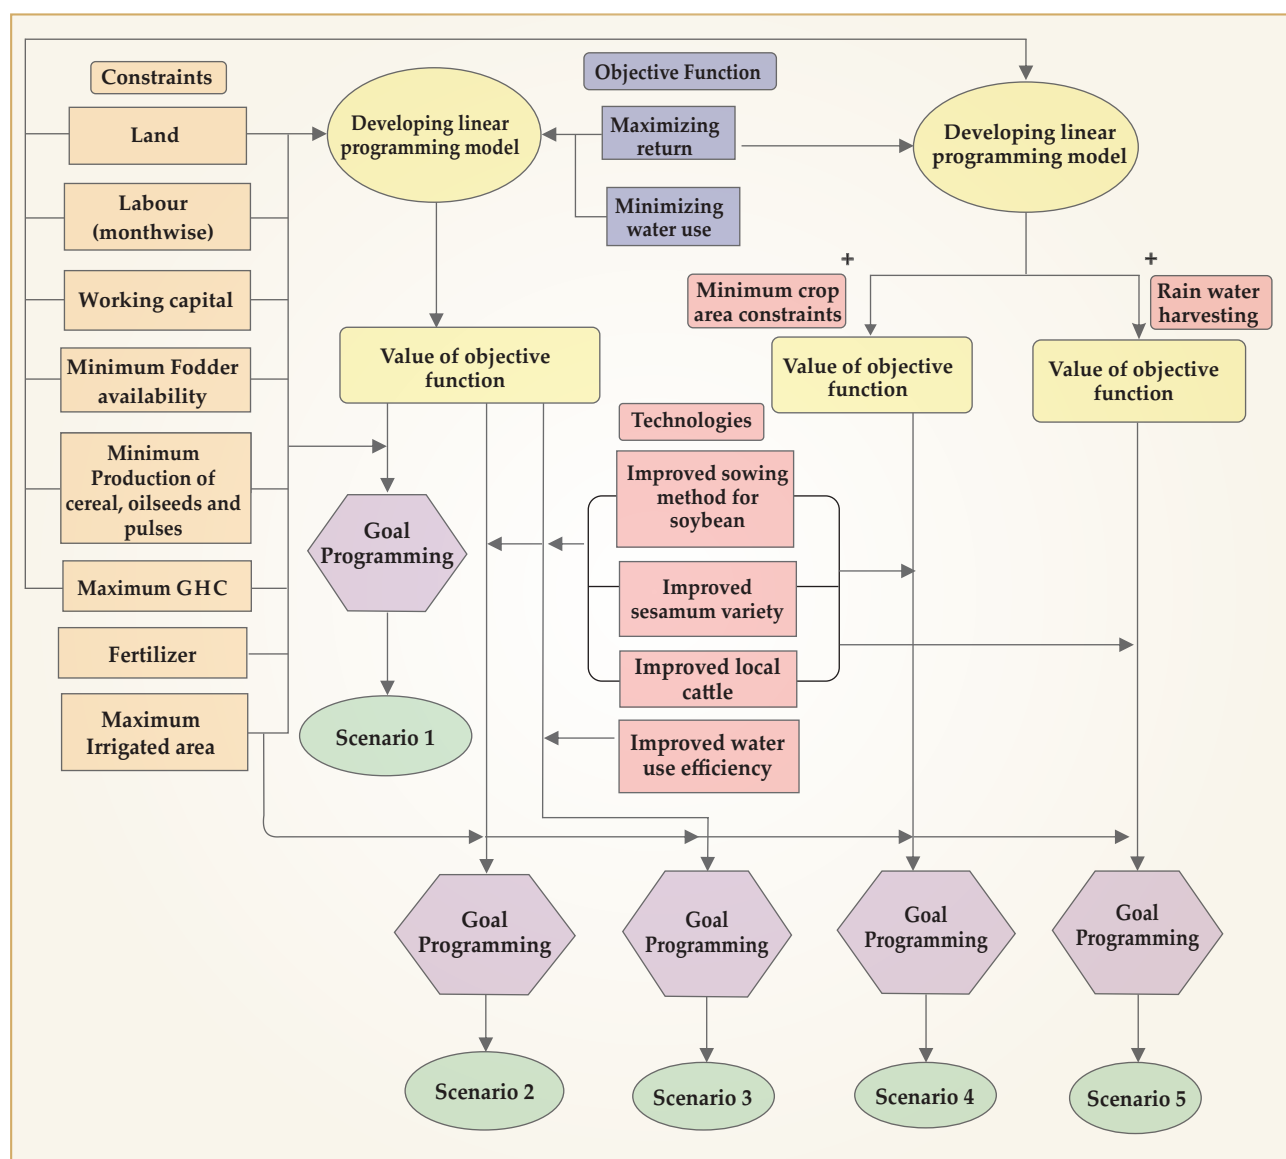 Constraints
Land
Labour
(monthwise)
Working capital
Minimum Fodder
availability
Minimum
Production of
cereal, oilseeds and
pulses
Maximum GHC
Fertilizer
Maximum
Irrigated area
Developing linear
programming model
Objective Function
Maximizing
return
Minimizing
water use
Developing linear
programming model
+
Minimum crop
area constraints
+
Rain water
harvesting
Value of objective
function
Value of objective
function
Value of objective
function
Technologies
Improved sowing
method for
soybean
Improved
sesamum variety
Improved local
cattle
Improved water
use efficiency
Goal
Programming
Scenario 1
Goal
Programming
Goal
Programming
Goal
Programming
Goal
Programming
Scenario 2
Scenario 3
Scenario 4
Scenario 5